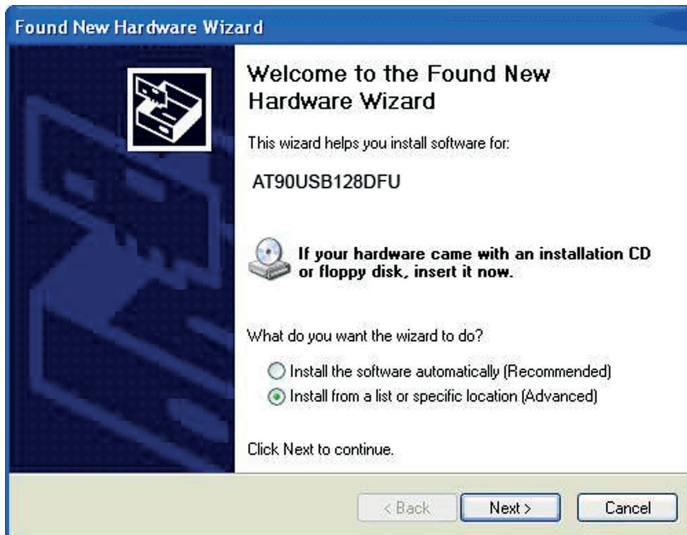 Found New Hardware Wizard
Welcome to the Found New
Hardware Wizard
This wizard helps you install software for:
AT90USB128DFU
If your hardware came with an installation CD
or floppy disk, insert it now.
What do you want the wizard to do?
Install the software automatically (Recommended)
Install from a list or specific location (Advanced)
Click Next to continue.
< Back
Next >
Cancel